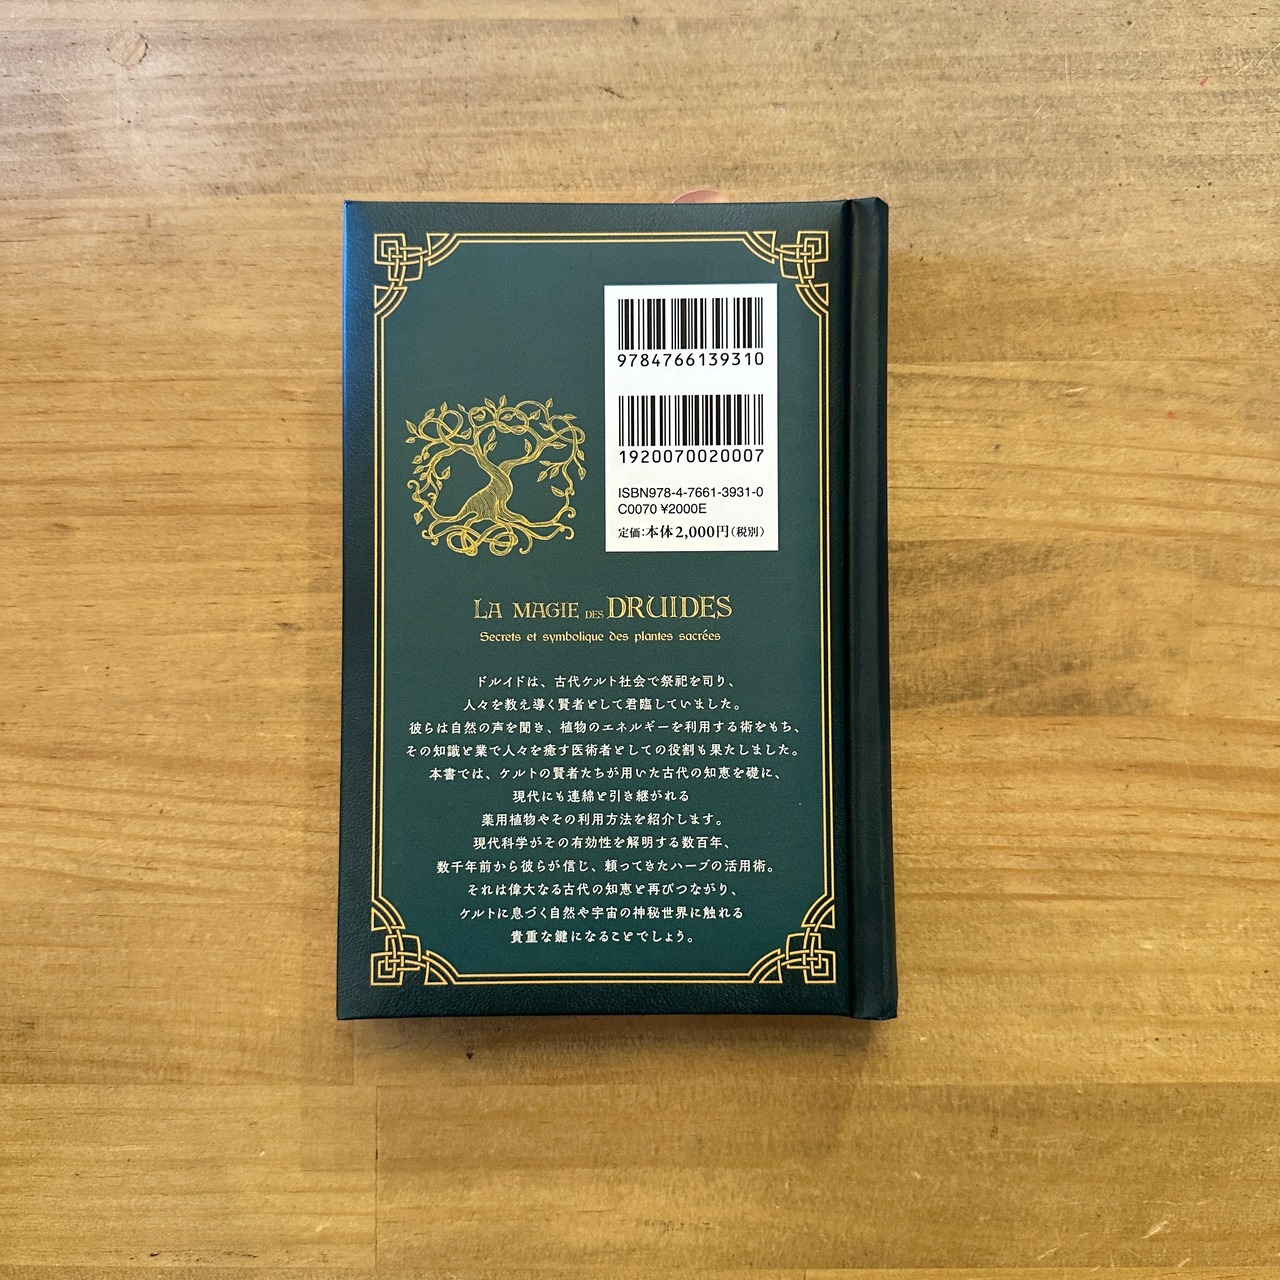 9784766139310
1920070020007
ISBN978-4-7661-3931-0
C0070 ¥2000E
定価：本体2,000円（税別）
LA MAGIE DES DRUIDES
Secrets et symbolique des plantes sacrées
ドルイドは、古代ケルト社会で祭祀を司り、
人々を教え導く賢者として君臨していました。
彼らは自然の声を聞き、植物のエネルギーを利用する術をもち、
その知識と業で人々を癒す医術者としての役割も果たしました。
本書では、ケルトの賢者たちが用いた古代の知恵を礎に、
現代にも連綿と引き継がれる
薬用植物やその利用方法を紹介します。
現代科学がその有効性を解明する数百年、
数千年前から彼らが信じ、頼ってきたハーブの活用術。
それは偉大なる古代の知恵と再びつながり、
ケルトに息づく自然や宇宙の神秘世界に触れる
貴重な鍵になることでしょう。